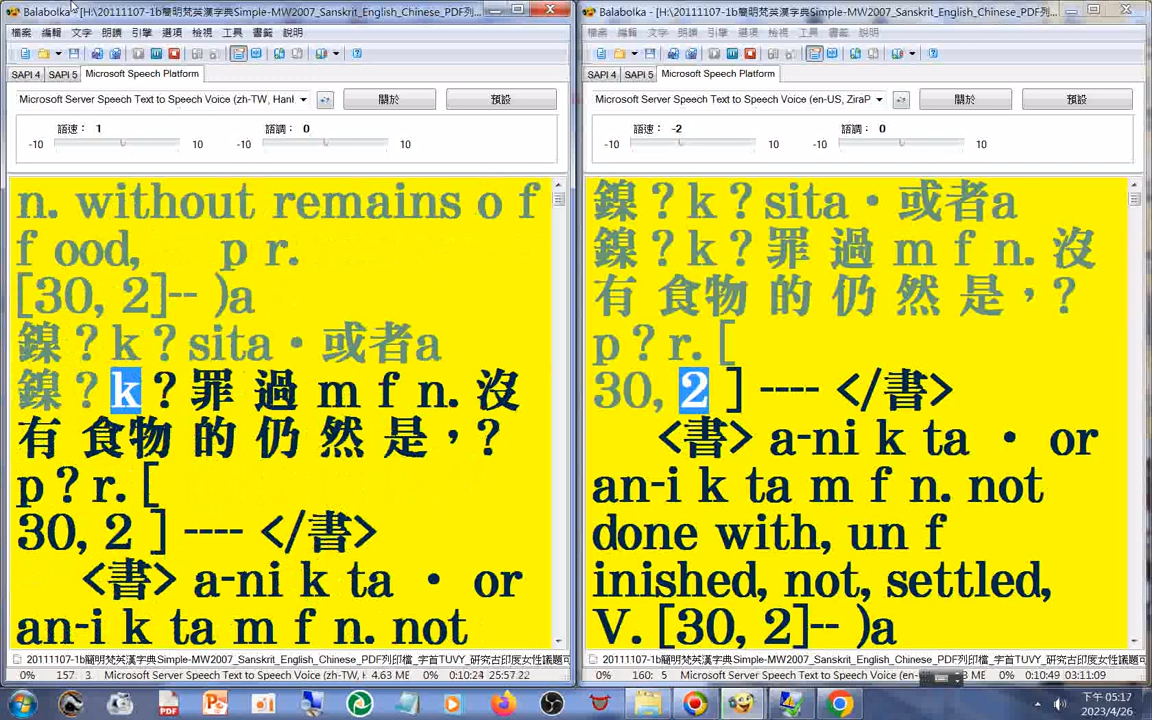 Balabolka - [H:\20111107-1b簡明梵英漢字典Simple-MW2007_Sanskrit_English_Chinese_PDF列...
檔案 編輯 文字 朗讀 引擎 選項 檢視 工具 書籤 說明
SAPI 4 SAPI 5 Microsoft Speech Platform
Microsoft Server Speech Text to Speech Voice (zh-TW, HanH 關於 預設
語速： 1 語調： 0
-10 10 -10 10
n. without remains o f
f ood, p r.
[30, 2]-- )a
鎳？k？sita・或者a
鎳？k？罪 過 m f n. 沒
有 食物 的 仍 然 是，？
p？r. [
30, 2 ] ---- </書>
<書> a-ni k ta • or
an-i k ta m f n. not
20111107-1b簡明梵英漢字典Simple-MW2007_Sanskrit_English_Chinese_PDF列印檔_字首TUVY_研究古印度女性議題可
0% 157: 3 Microsoft Server Speech Text to Speech Voice (zh-TW, H 4.63 ME 0% 0:10:24 25:57:22
Balabolka - [H:\20111107-1b簡明梵英漢字典Simple-MW2007_Sanskrit_English_Chinese_PDF列印...
檔案 編輯 文字 朗讀 引擎 選項 檢視 工具 書籤 說明
SAPI 4 SAPI 5 Microsoft Speech Platform
Microsoft Server Speech Text to Speech Voice (en-US, ZiraP 關於 預設
語速： -2 語調： 0
-10 10 -10 10
鎳？k？sita・或者a
鎳？k？罪 過 m f n. 沒
有 食物 的 仍 然 是，？
p？r. [
30, 2 ] ---- </書>
<書> a-ni k ta • or
an-i k ta m f n. not
done with, un f
inished, not, settled,
V. [30, 2]-- )a
20111107-1b簡明梵英漢字典Simple-MW2007_Sanskrit_English_Chinese_PDF列印檔_字首TUVY_研究古印度女性議題可
0% 160: 5 Microsoft Server Speech Text to Speech Voice (en-U ME 0% 0:10:49 03:11:09
下午 05:17
2023/4/26